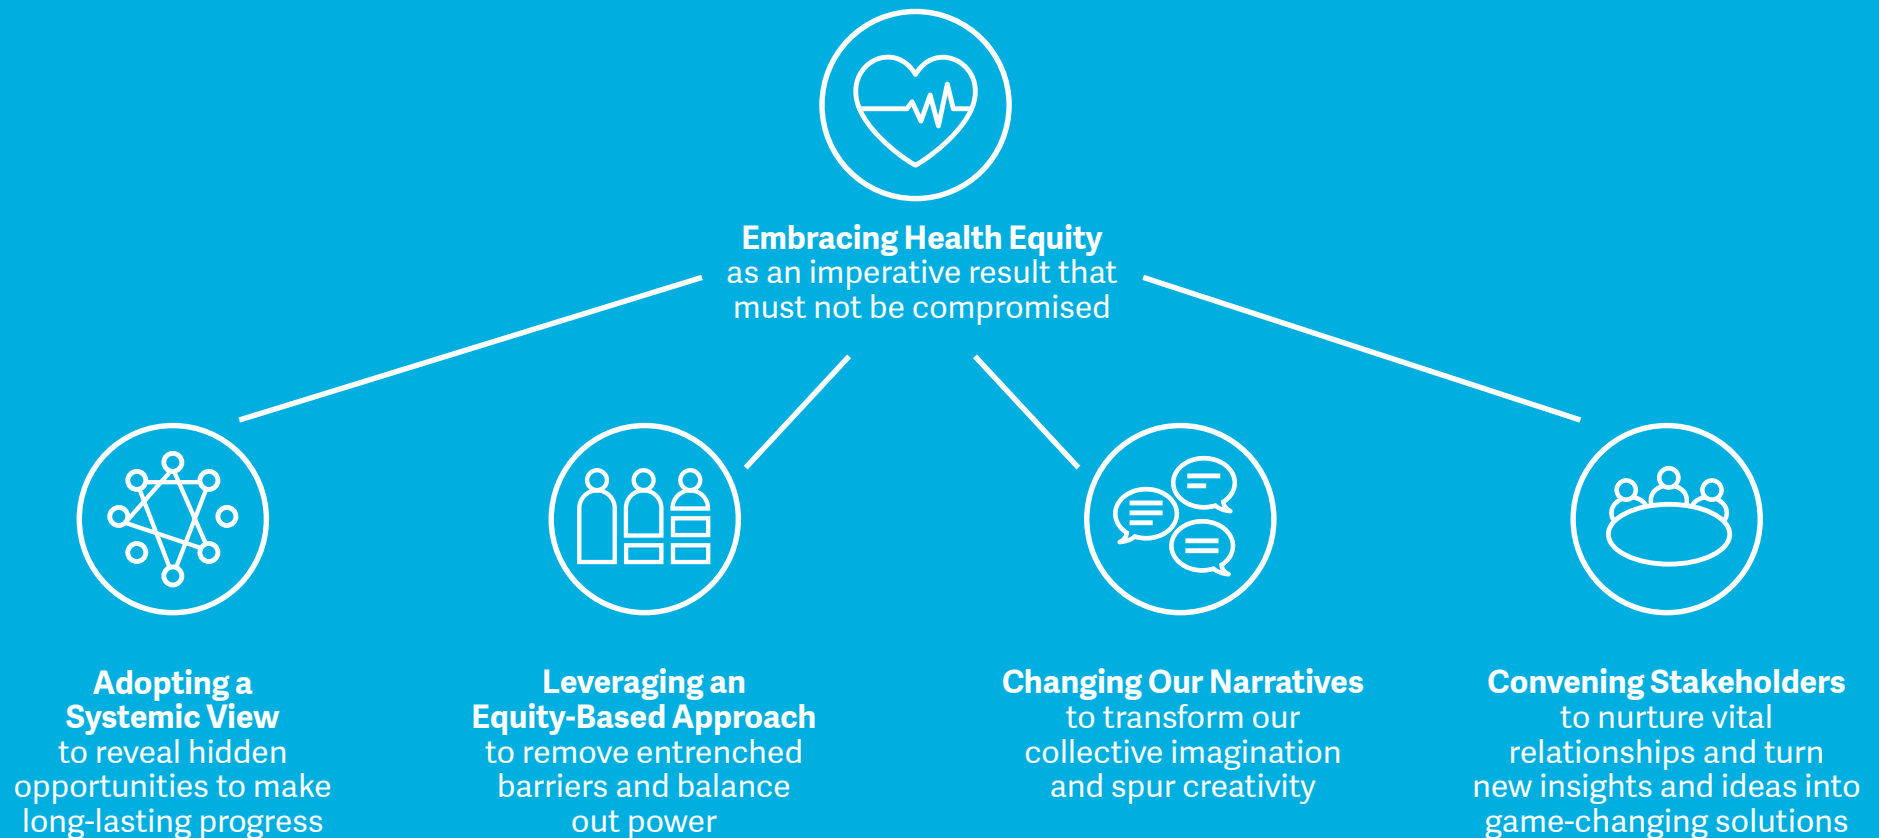 Embracing Health Equity
as an imperative result that
must not be compromised
Adopting a
Systemic View
to reveal hidden
opportunities to make
long-lasting progress
Leveraging an
Equity-Based Approach
to remove entrenched
barriers and balance
out power
Changing Our Narratives
to transform our
collective imagination
and spur creativity
Convening Stakeholders
to nurture vital
relationships and turn
new insights and ideas into
game-changing solutions